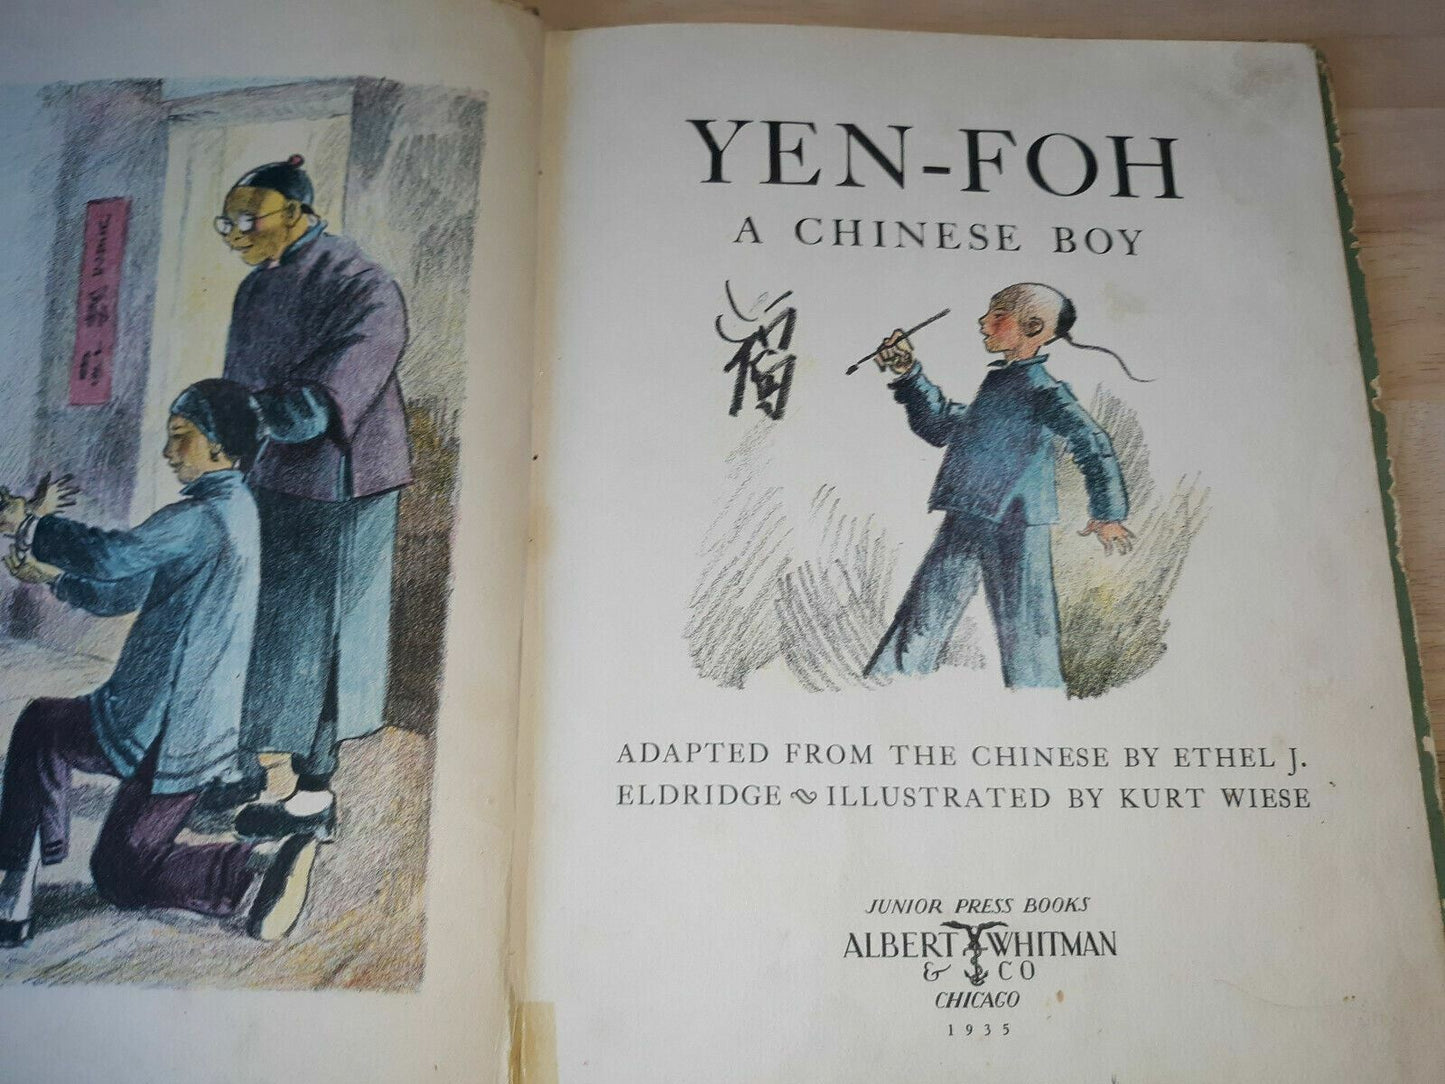 YEN-FOH
A CHINESE BOY
ADAPTED FROM THE CHINESE BY ETHEL J.
ELDRIDGE ILLUSTRATED BY KURT WIESE
JUNIOR PRESS BOOKS
ALBERT WHITMAN
& CO
CHICAGO
1935